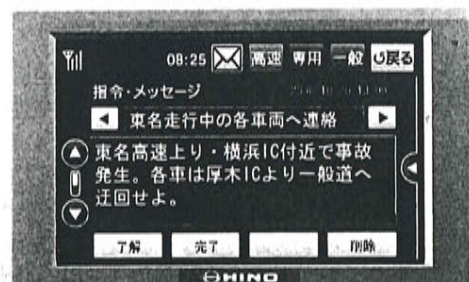 08:25 高速 専用 一般 戻る
指令・メッセージ
東名走行中の各車両へ連絡
東名高速上り・横浜IC付近で事故
発生。各車は厚木ICより一般道へ
迂回せよ。
了解 完了 削除
HINO